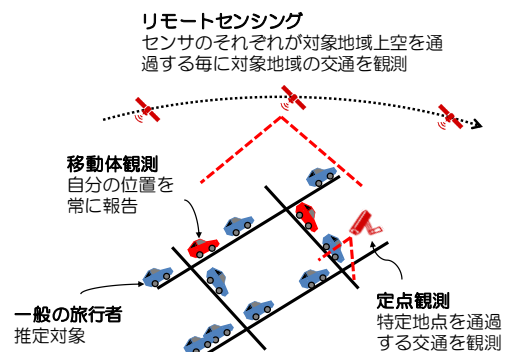 リモートセンシング
センサのそれぞれが対象地域上空を通
過する毎に対象地域の交通を観測
移動体観測
自分の位置を
常に報告
一般の旅行者
推定対象
定点観測
特定地点を通過
する交通を観測